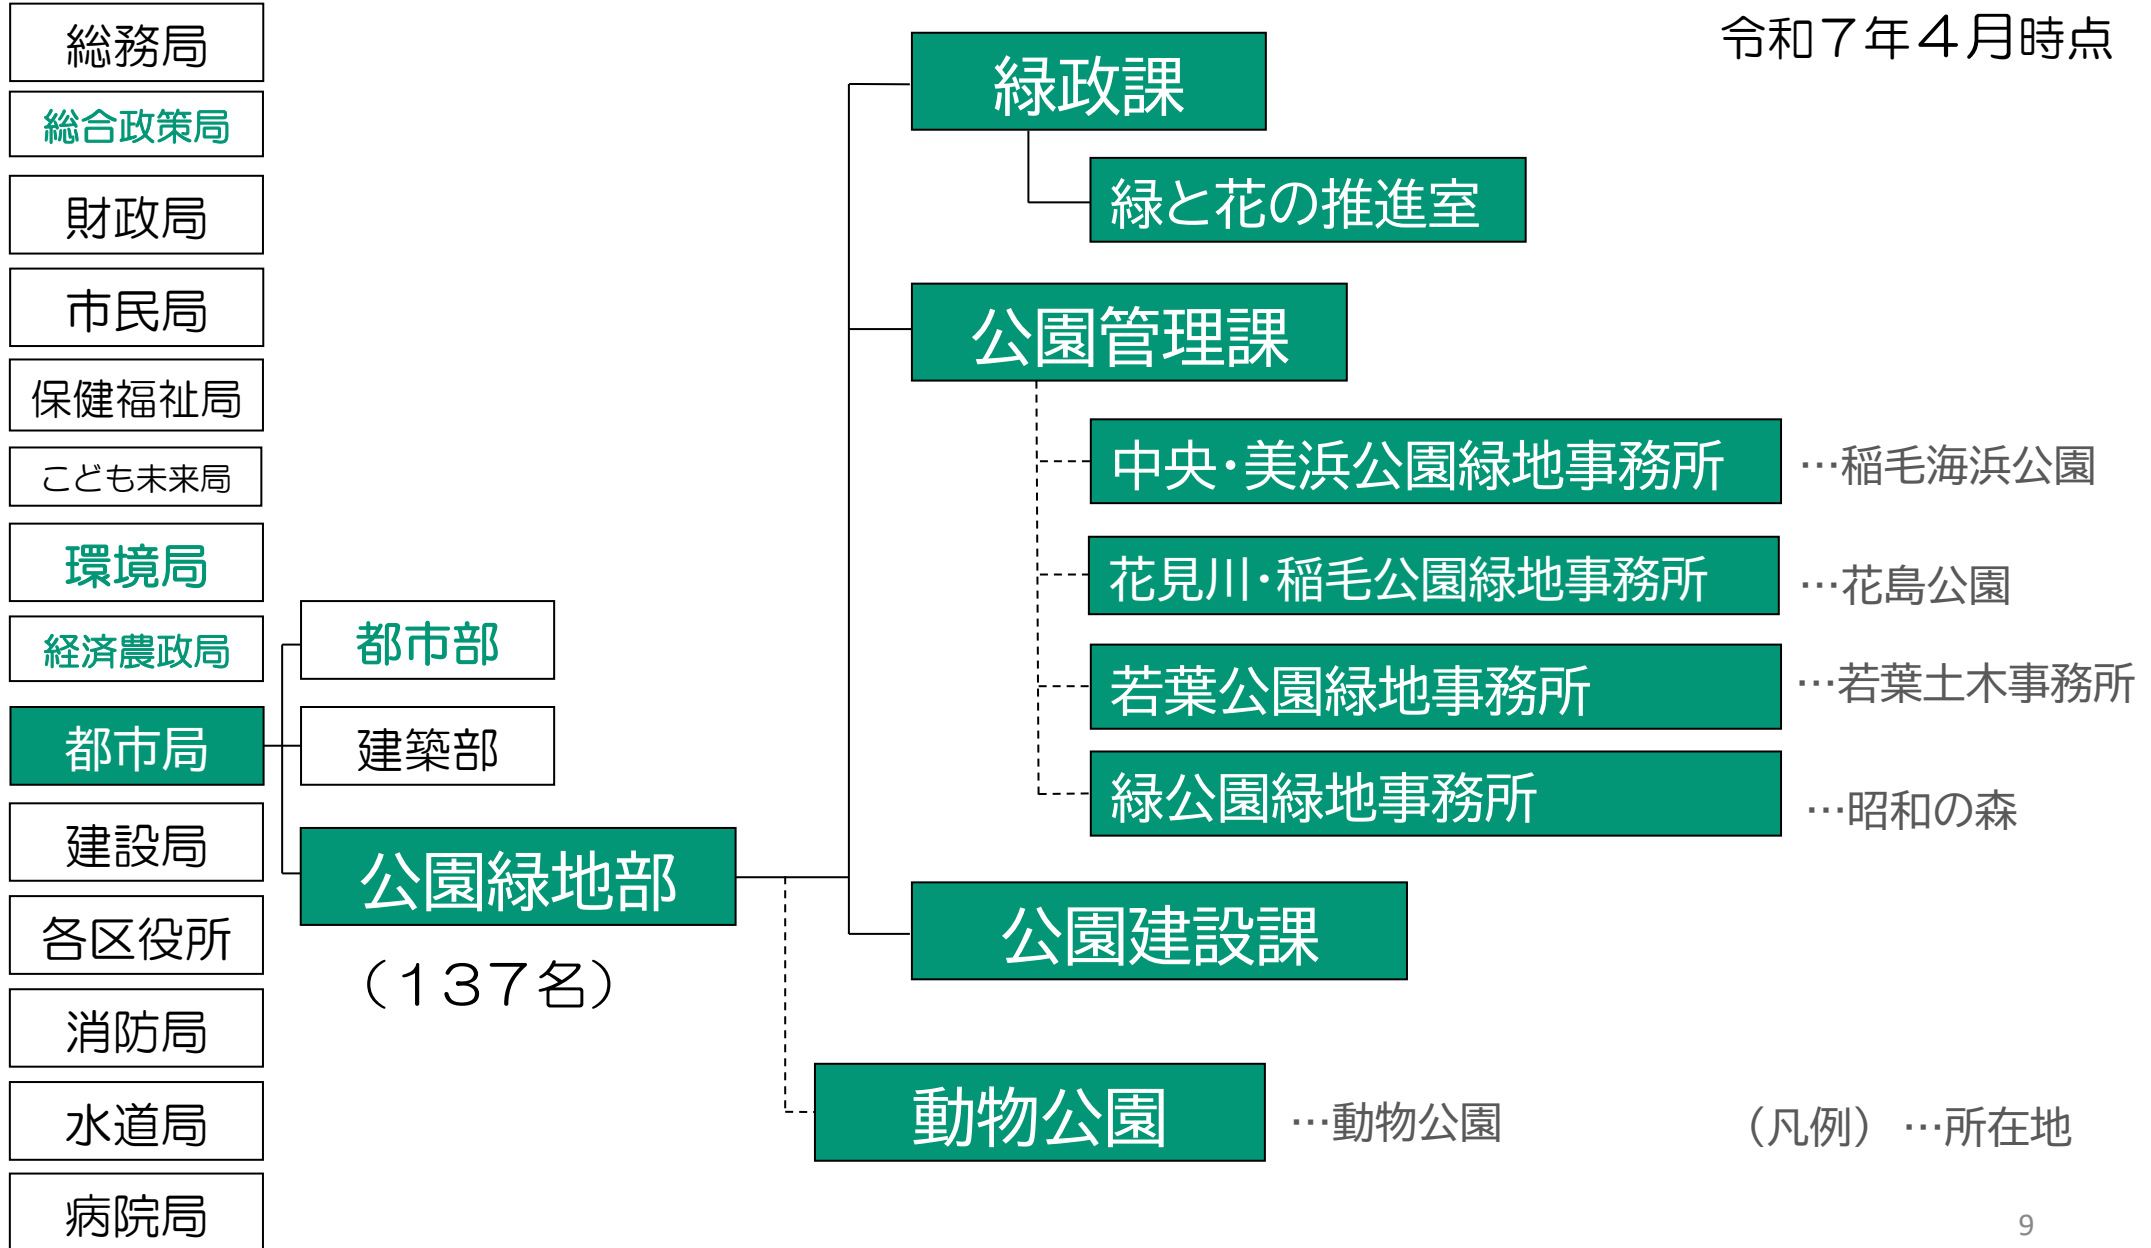 令和７年４月時点
総務局
総合政策局
財政局
市民局
保健福祉局
こども未来局
環境局
経済農政局
都市局
建設局
各区役所
消防局
水道局
病院局
都市部
建築部
公園緑地部
（１３７名）
緑政課
緑と花の推進室
公園管理課
中央・美浜公園緑地事務所 …稲毛海浜公園
花見川・稲毛公園緑地事務所 …花島公園
若葉公園緑地事務所 …若葉土木事務所
緑公園緑地事務所 …昭和の森
公園建設課
動物公園 …動物公園
（凡例） …所在地
9